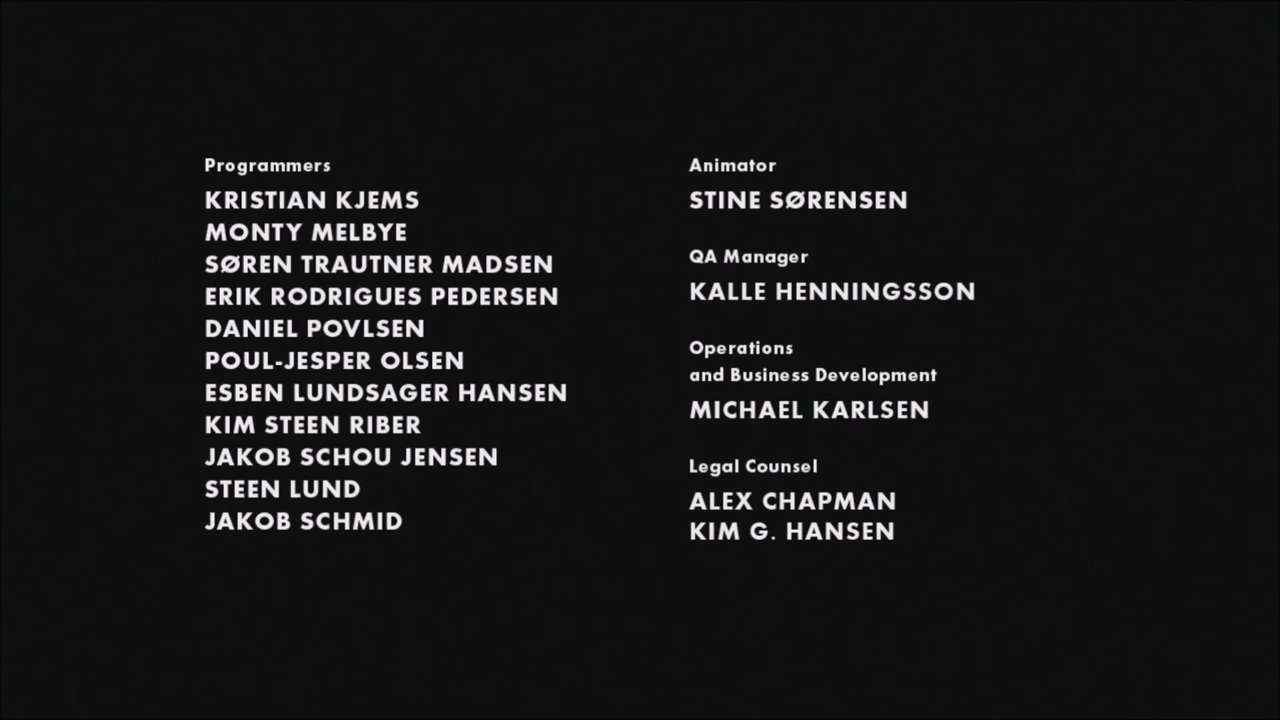 Programmers
KRISTIAN KJEMS
MONTY MELBYE
SØREN TRAUTNER MADSEN
ERIK RODRIGUES PEDERSEN
DANIEL POVLSEN
POUL-JESPER OLSEN
ESBEN LUNDSAGER HANSEN
KIM STEEN RIBER
JAKOB SCHOU JENSEN
STEEN LUND
JAKOB SCHMID
Animator
STINE SØRENSEN
QA Manager
KALLE HENNINGSSON
Operations
and Business Development
MICHAEL KARLSEN
Legal Counsel
ALEX CHAPMAN
KIM G. HANSEN